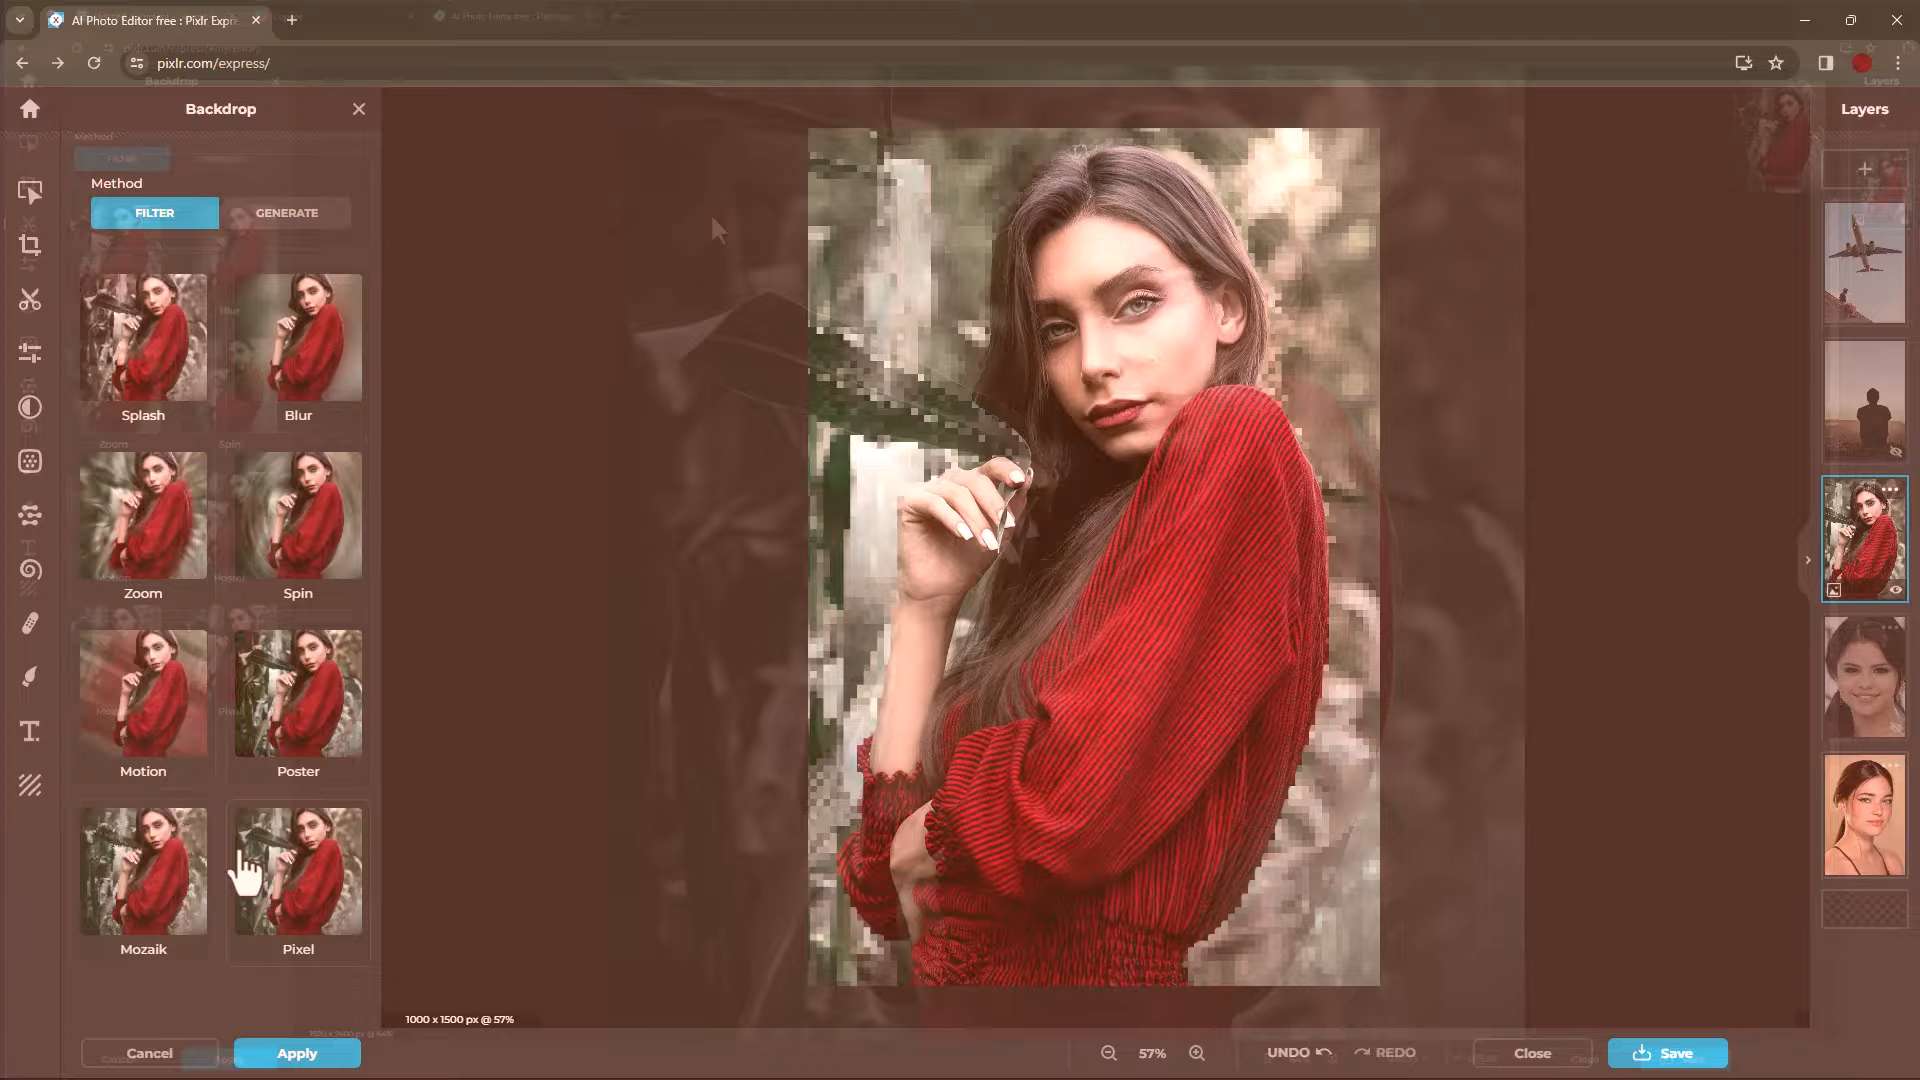 AI Photo Editor free : Pixlr Expre
pixlr.com/express/
Backdrop
Layers
Method
FILTER
GENERATE
Splash
Blur
Zoom
Spin
Motion
Poster
Mozaik
Pixel
1000 x 1500 px @ 57%
Cancel
Apply
57%
UNDO
REDO
Close
Save